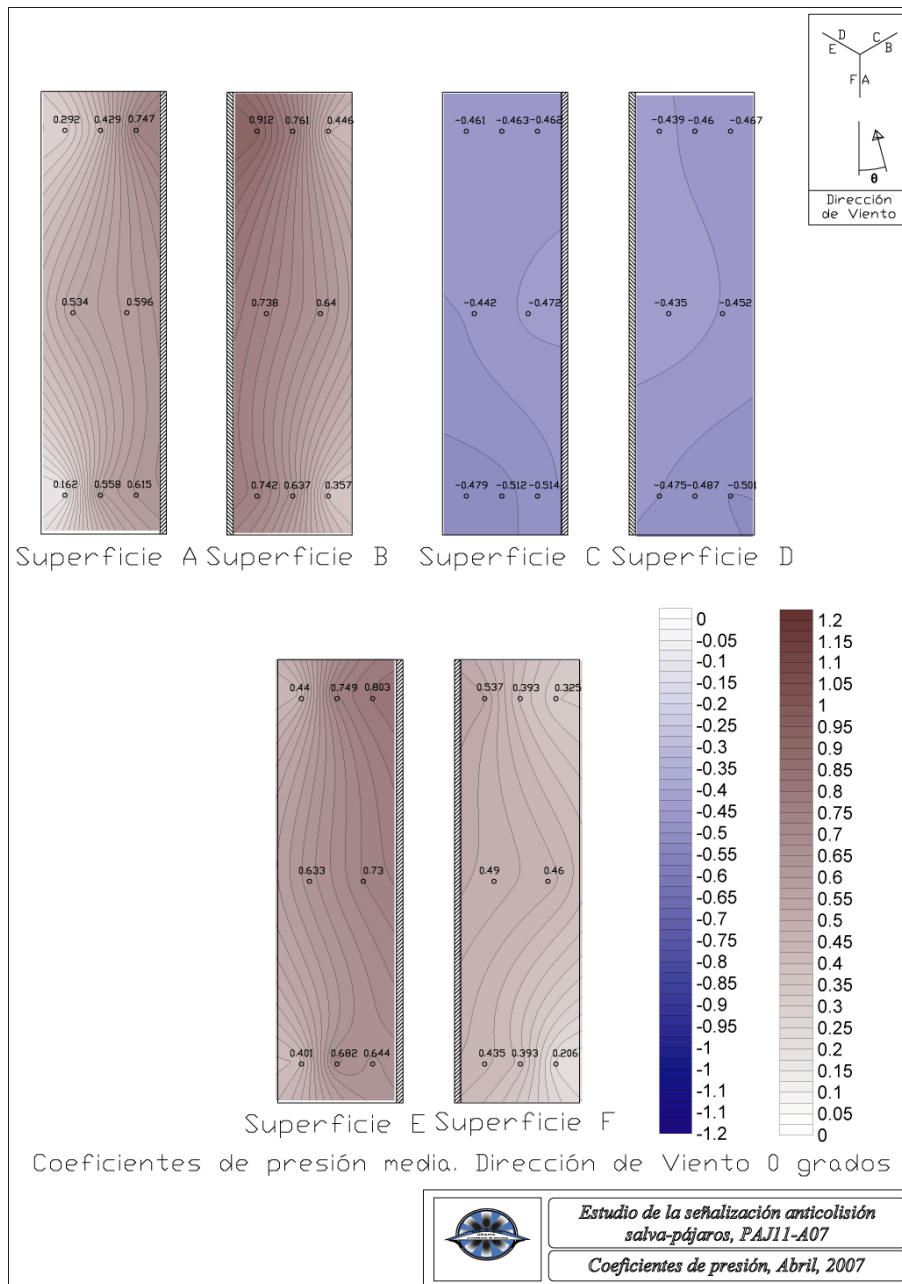 D C
E B
F A
θ
Dirección
de Viento
0.292 0.429 0.747
0.534 0.596
0.162 0.558 0.615
Superficie A
0.912 0.761 0.446
0.738 0.64
0.742 0.637 0.357
Superficie B
-0.461 -0.463 -0.462
-0.442 -0.472
-0.479 -0.512 -0.514
Superficie C
-0.439 -0.46 -0.467
-0.435 -0.452
-0.475 -0.487 -0.501
Superficie D
0.44 0.749 0.803
0.633 0.73
0.401 0.682 0.644
Superficie E
0.537 0.393 0.325
0.49 0.46
0.435 0.393 0.206
Superficie F
0
-0.05
-0.1
-0.15
-0.2
-0.25
-0.3
-0.35
-0.4
-0.45
-0.5
-0.55
-0.6
-0.65
-0.7
-0.75
-0.8
-0.85
-0.9
-0.95
-1
-1
-1.1
-1.1
-1.2
1.2
1.15
1.1
1.05
1
0.95
0.9
0.85
0.8
0.75
0.7
0.65
0.6
0.55
0.5
0.45
0.4
0.35
0.3
0.25
0.2
0.15
0.1
0.05
0
Coeficientes de presión media. Dirección de Viento 0 grados
Estudio de la señalización anticolisión
salva-pájaros, PAJ11-A07
Coeficientes de presión, Abril, 2007